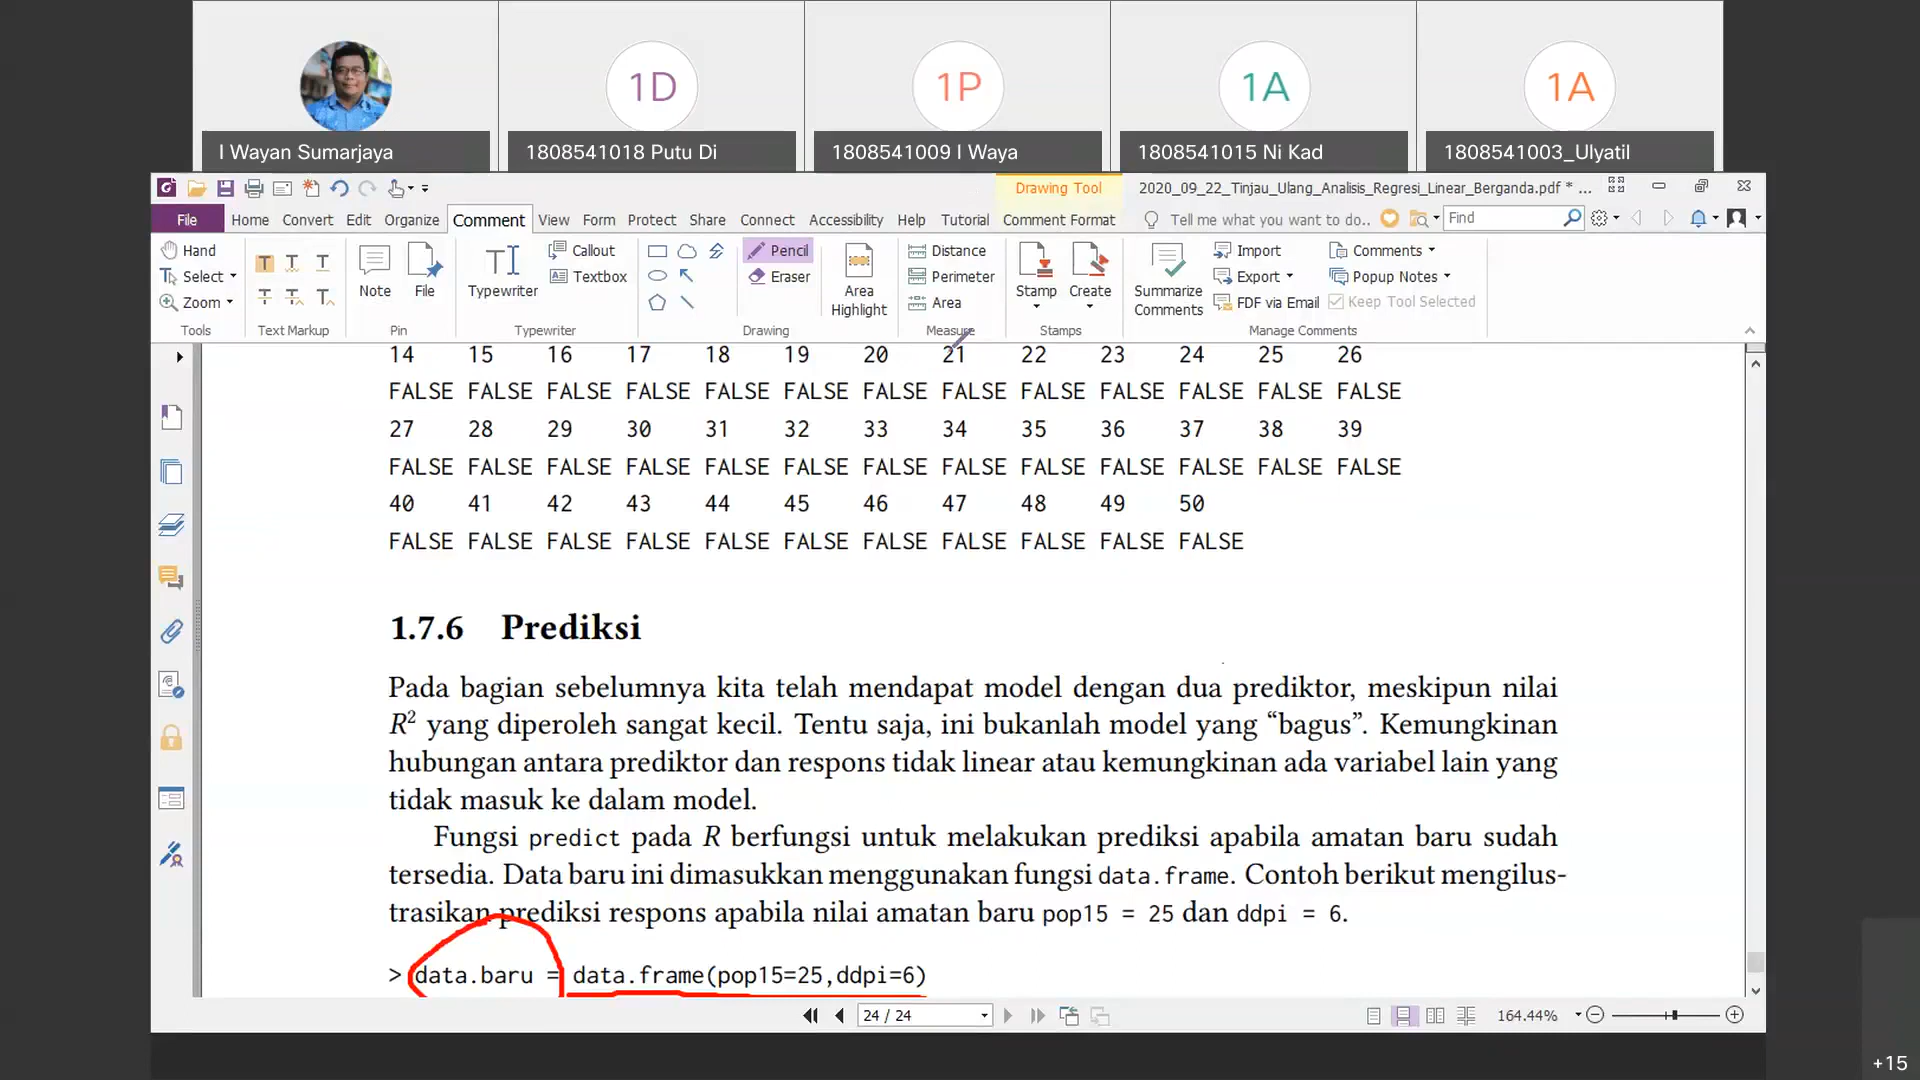 1D 1P 1A 1A
I Wayan Sumarjaya 1808541018 Putu Di 1808541009 I Waya 1808541015 Ni Kad 1808541003_Ulyatil
Drawing Tool 2020_09_22_Tinjau_Ulang_Analisis_Regresi_Linear_Berganda.pdf * ...
File Home Convert Edit Organize Comment View Form Protect Share Connect Accessibility Help Tutorial Comment Format Tell me what you want to do.. Find
Hand Callout Pencil Distance Import Comments
Select Note File Typewriter Textbox Eraser Area Highlight Perimeter Stamp Create Summarize Comments Export Popup Notes
Zoom Area FDF via Email Keep Tool Selected
Tools Text Markup Pin Typewriter Drawing Measure Stamps Manage Comments
14 15 16 17 18 19 20 21 22 23 24 25 26
FALSE FALSE FALSE FALSE FALSE FALSE FALSE FALSE FALSE FALSE FALSE FALSE FALSE
27 28 29 30 31 32 33 34 35 36 37 38 39
FALSE FALSE FALSE FALSE FALSE FALSE FALSE FALSE FALSE FALSE FALSE FALSE FALSE
40 41 42 43 44 45 46 47 48 49 50
FALSE FALSE FALSE FALSE FALSE FALSE FALSE FALSE FALSE FALSE FALSE
1.7.6 Prediksi
Pada bagian sebelumnya kita telah mendapat model dengan dua prediktor, meskipun nilai
R² yang diperoleh sangat kecil. Tentu saja, ini bukanlah model yang “bagus”. Kemungkinan
hubungan antara prediktor dan respons tidak linear atau kemungkinan ada variabel lain yang
tidak masuk ke dalam model.
Fungsi predict pada R berfungsi untuk melakukan prediksi apabila amatan baru sudah
tersedia. Data baru ini dimasukkan menggunakan fungsi data.frame. Contoh berikut mengilus-
trasikan prediksi respons apabila nilai amatan baru pop15 = 25 dan ddpi = 6.
> data.baru = data.frame(pop15=25,ddpi=6)
24 / 24 164.44%
+15